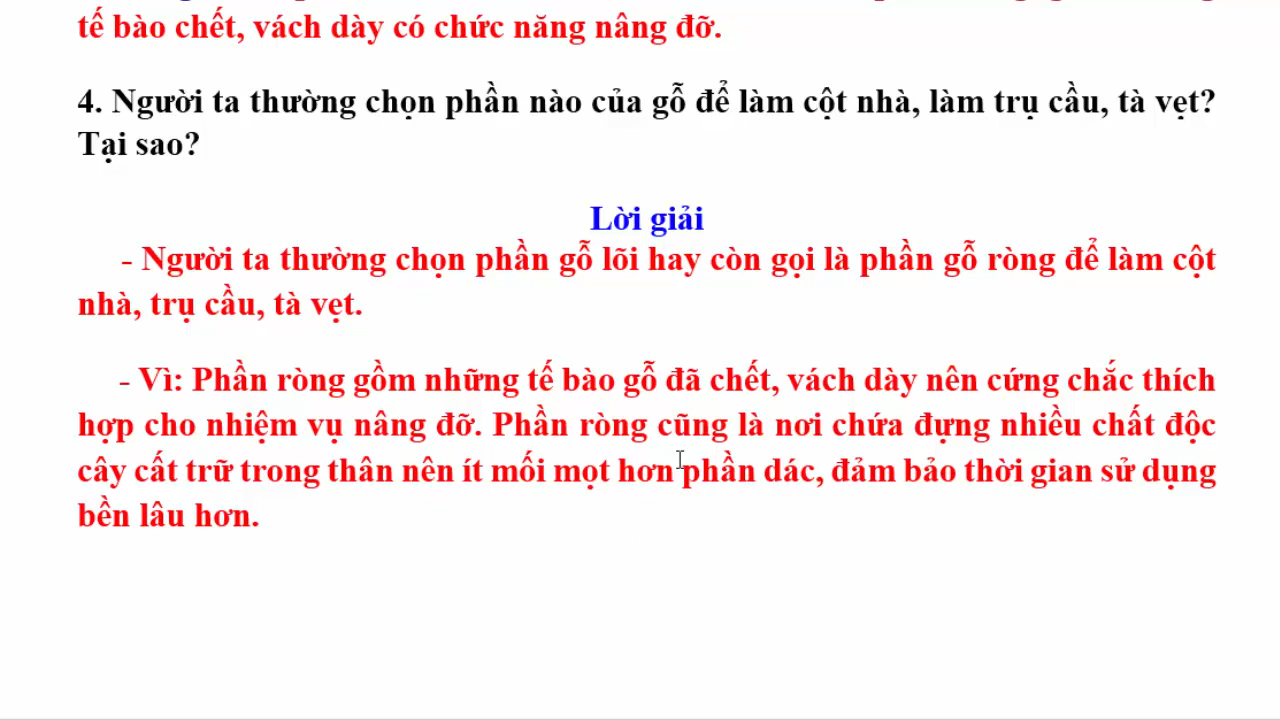 tế bào chết, vách dày có chức năng nâng đỡ.
4. Người ta thường chọn phần nào của gỗ để làm cột nhà, làm trụ cầu, tà vẹt?
Tại sao?
Lời giải
- Người ta thường chọn phần gỗ lõi hay còn gọi là phần gỗ ròng để làm cột
nhà, trụ cầu, tà vẹt.
- Vì: Phần ròng gồm những tế bào gỗ đã chết, vách dày nên cứng chắc thích
hợp cho nhiệm vụ nâng đỡ. Phần ròng cũng là nơi chứa đựng nhiều chất độc
cây cất trữ trong thân nên ít mối mọt hơn phần dác, đảm bảo thời gian sử dụng
bền lâu hơn.